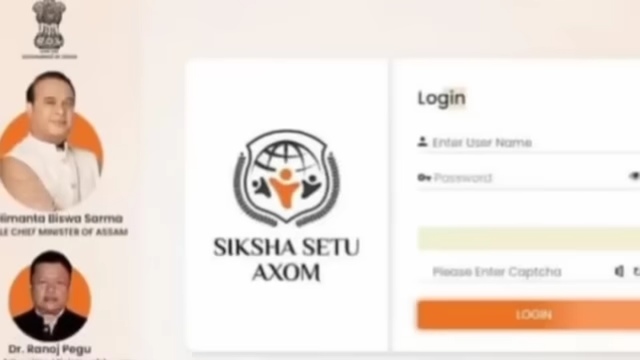 Himanta Biswa Sarma
LE CHIEF MINISTER OF ASSAM
Dr. Ranoj Pegu
SIKSHA SETU
AXOM
Login
Enter User Name
Password
Please Enter Captcha
LOGIN